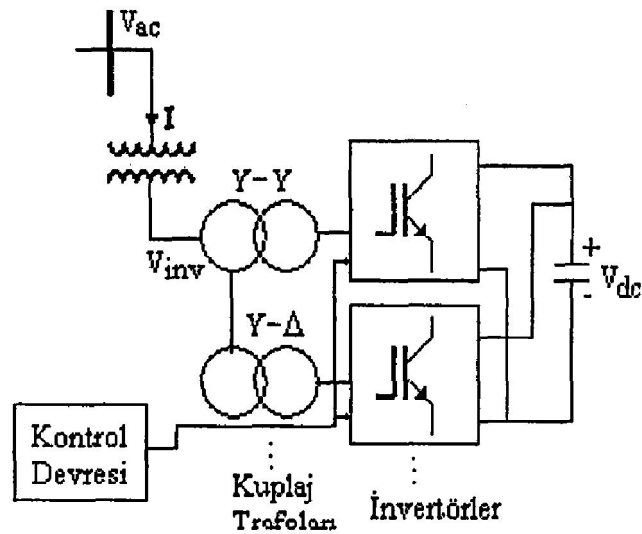 Vac
I
Y-Y
Vinv
Y-Δ
+
Vdc
-
Kontrol
Devresi
Kuplaj
Trafoları
İnvertörler